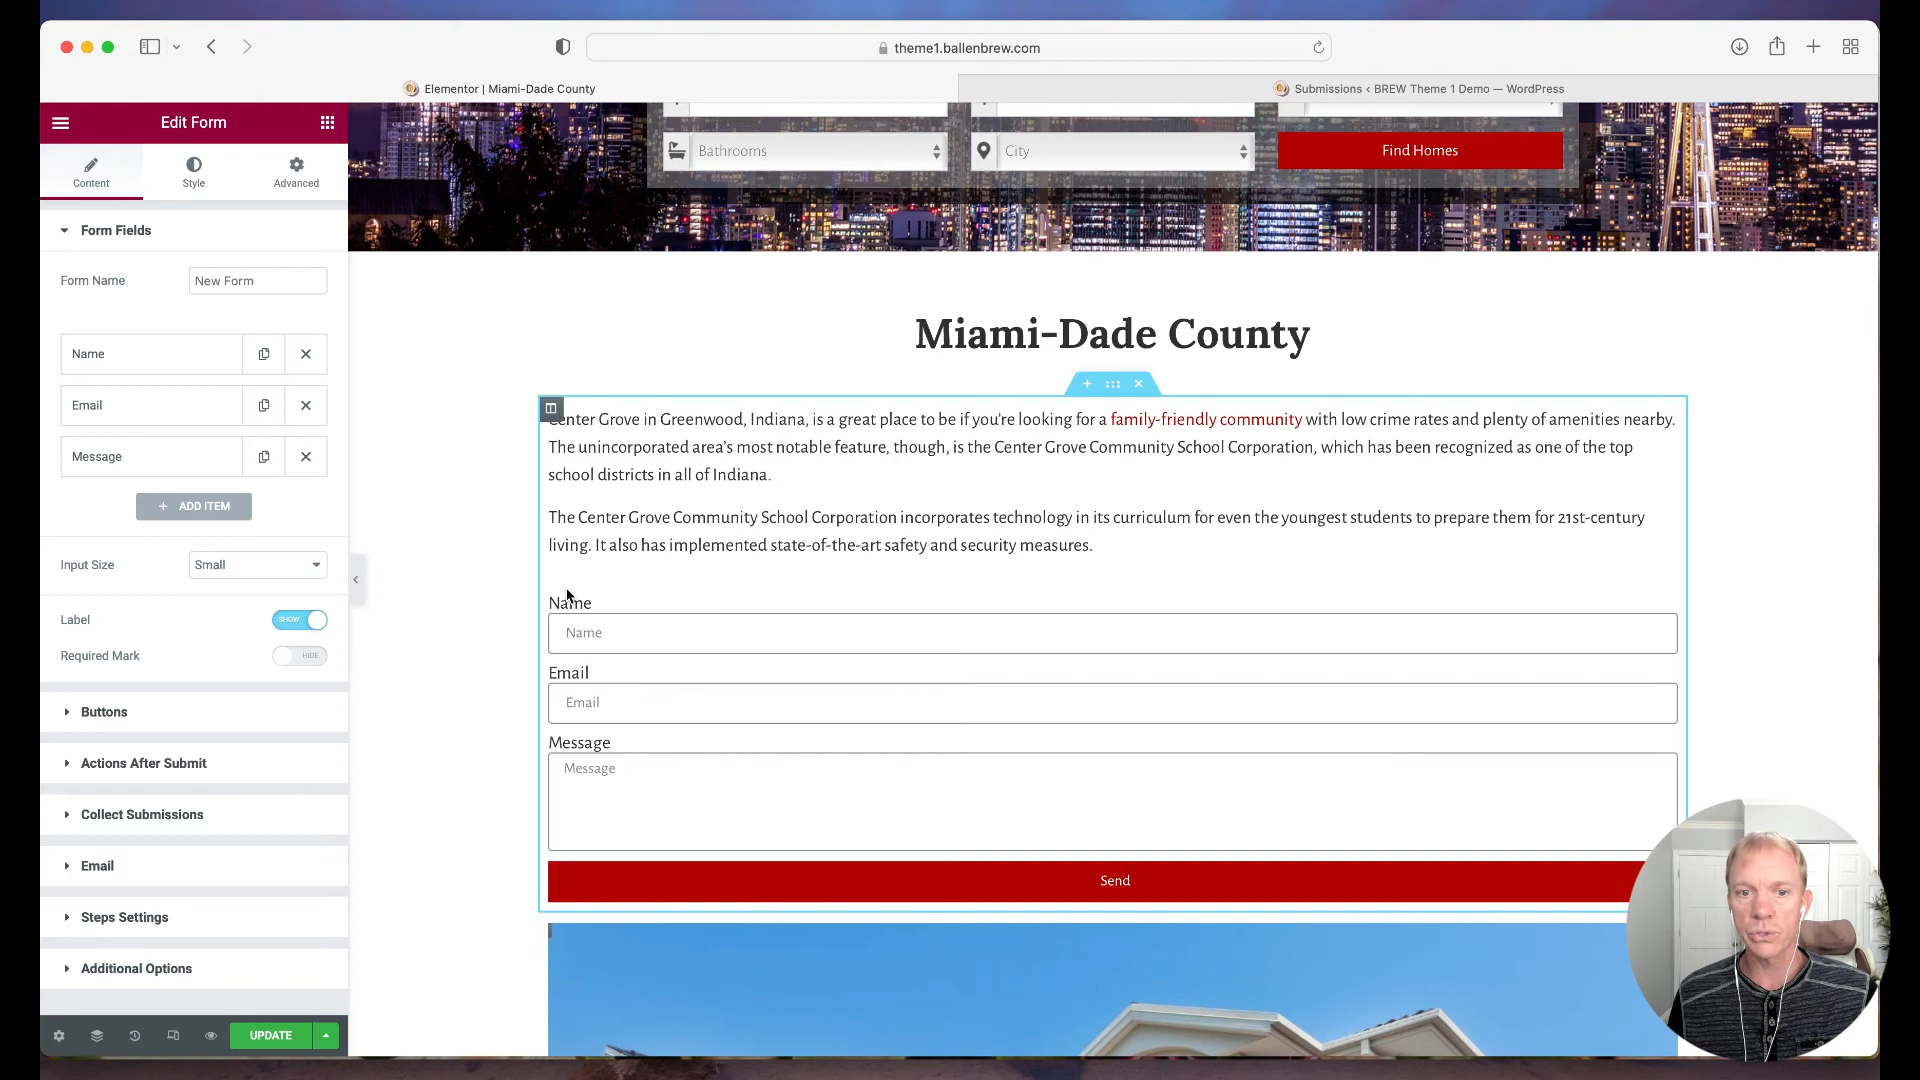 theme1.ballenbrew.com
Elementor | Miami-Dade County
Submissions ‹ BREW Theme 1 Demo — WordPress
Edit Form
Content
Style
Advanced
Form Fields
Form Name
New Form
Name
Email
Message
+ ADD ITEM
Input Size
Small
Label
SHOW
Required Mark
HIDE
Buttons
Actions After Submit
Collect Submissions
Email
Steps Settings
Additional Options
UPDATE
Bathrooms
City
Find Homes
Miami-Dade County
Center Grove in Greenwood, Indiana, is a great place to be if you're looking for a family-friendly community with low crime rates and plenty of amenities nearby.
The unincorporated area's most notable feature, though, is the Center Grove Community School Corporation, which has been recognized as one of the top
school districts in all of Indiana.
The Center Grove Community School Corporation incorporates technology in its curriculum for even the youngest students to prepare them for 21st-century
living. It also has implemented state-of-the-art safety and security measures.
Name
Name
Email
Email
Message
Message
Send